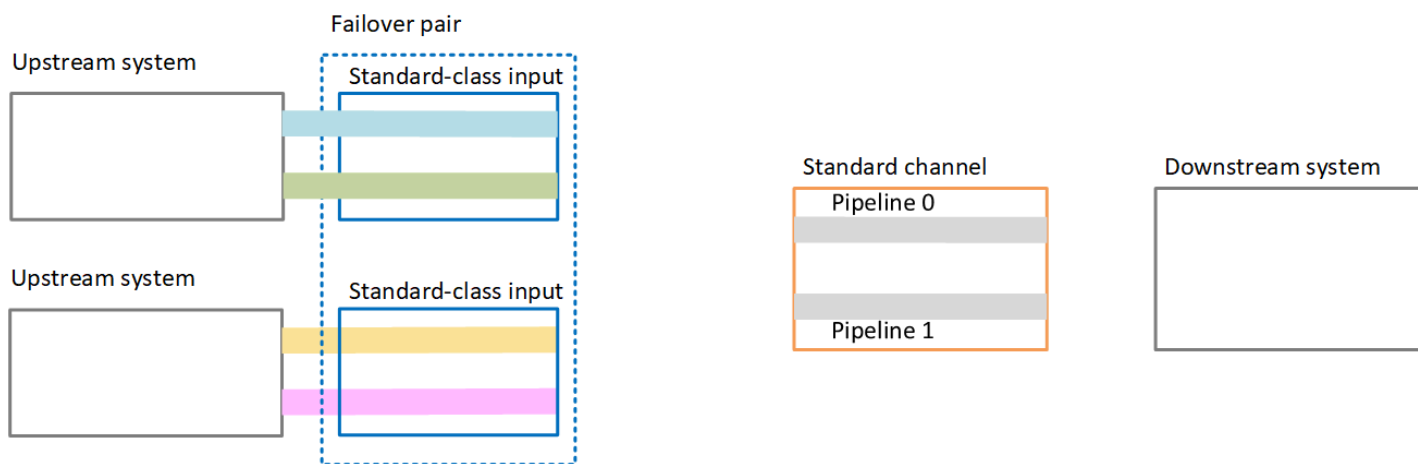 Failover pair
Upstream system
Standard-class input
Standard channel
Downstream system
Pipeline 0
Upstream system
Standard-class input
Pipeline 1